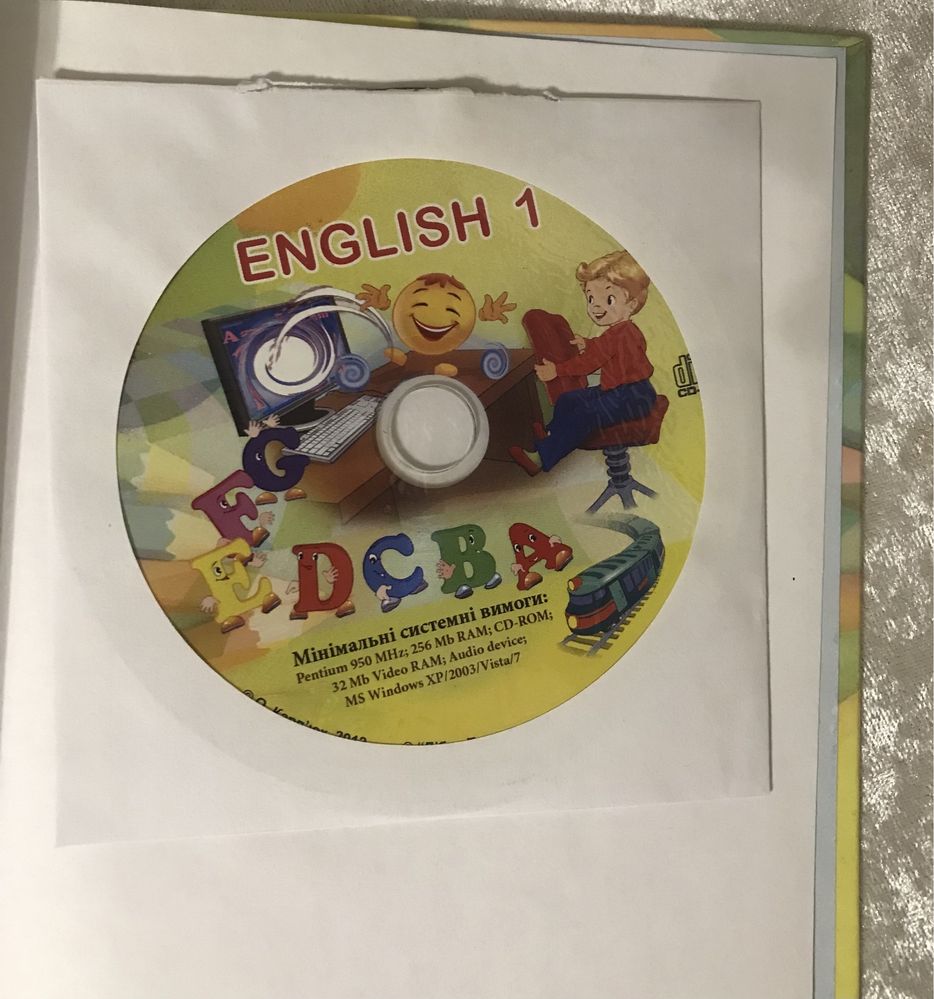 ENGLISH 1
A
G
F
E D C B A
Мінімальні системні вимоги:
Pentium 950 MHz; 256 Mb RAM; CD-ROM;
32 Mb Video RAM; Audio device;
MS Windows XP/2003/Vista/7